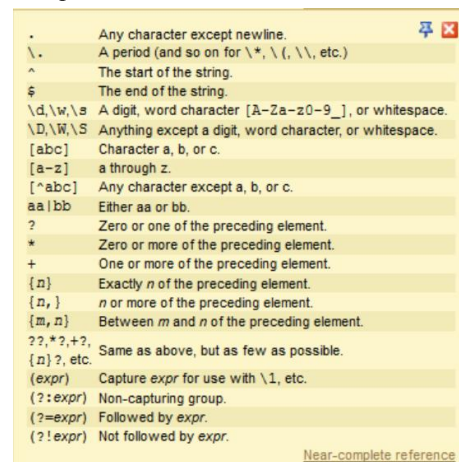 . Any character except newline.
\. A period (and so on for \*, \(, \\, etc.)
^ The start of the string.
$ The end of the string.
\d,\w,\s A digit, word character [A-Za-z0-9_], or whitespace.
\D,\W,\S Anything except a digit, word character, or whitespace.
[abc] Character a, b, or c.
[a-z] a through z.
[^abc] Any character except a, b, or c.
aa|bb Either aa or bb.
? Zero or one of the preceding element.
* Zero or more of the preceding element.
+ One or more of the preceding element.
{n} Exactly n of the preceding element.
{n,} n or more of the preceding element.
{m,n} Between m and n of the preceding element.
??,*?,+?,
{n}?, etc. Same as above, but as few as possible.
(expr) Capture expr for use with \1, etc.
(?:expr) Non-capturing group.
(?=expr) Followed by expr.
(?!expr) Not followed by expr.
Near-complete reference